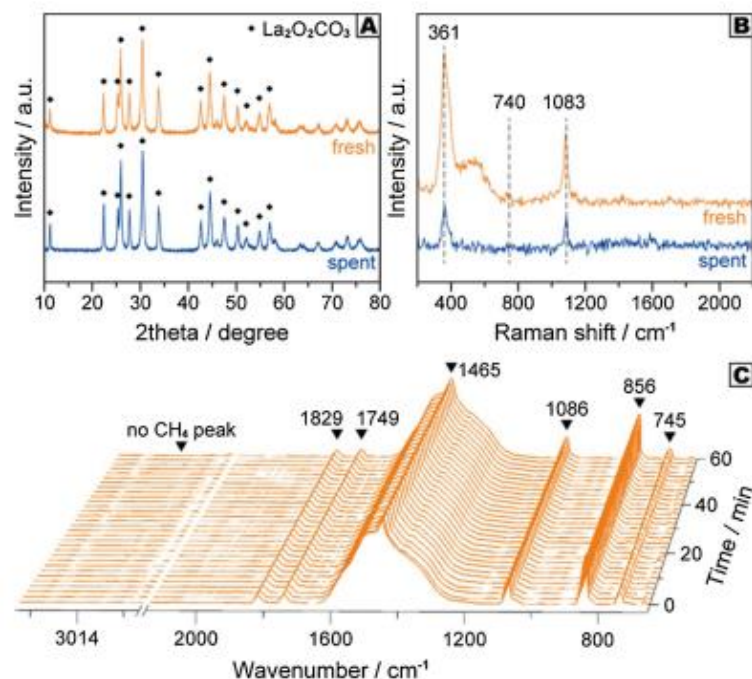 ◆ La₂O₂CO₃ A
Intensity / a.u.
fresh
spent
10 20 30 40 50 60 70 80
2theta / degree
B
361
740
1083
Intensity / a.u.
fresh
spent
400 800 1200 1600 2000
Raman shift / cm⁻¹
C
1465
856
1829 1749
1086
745
no CH₄ peak
60
40
20
0
Time / min
3014 2000 1600 1200 800
Wavenumber / cm⁻¹